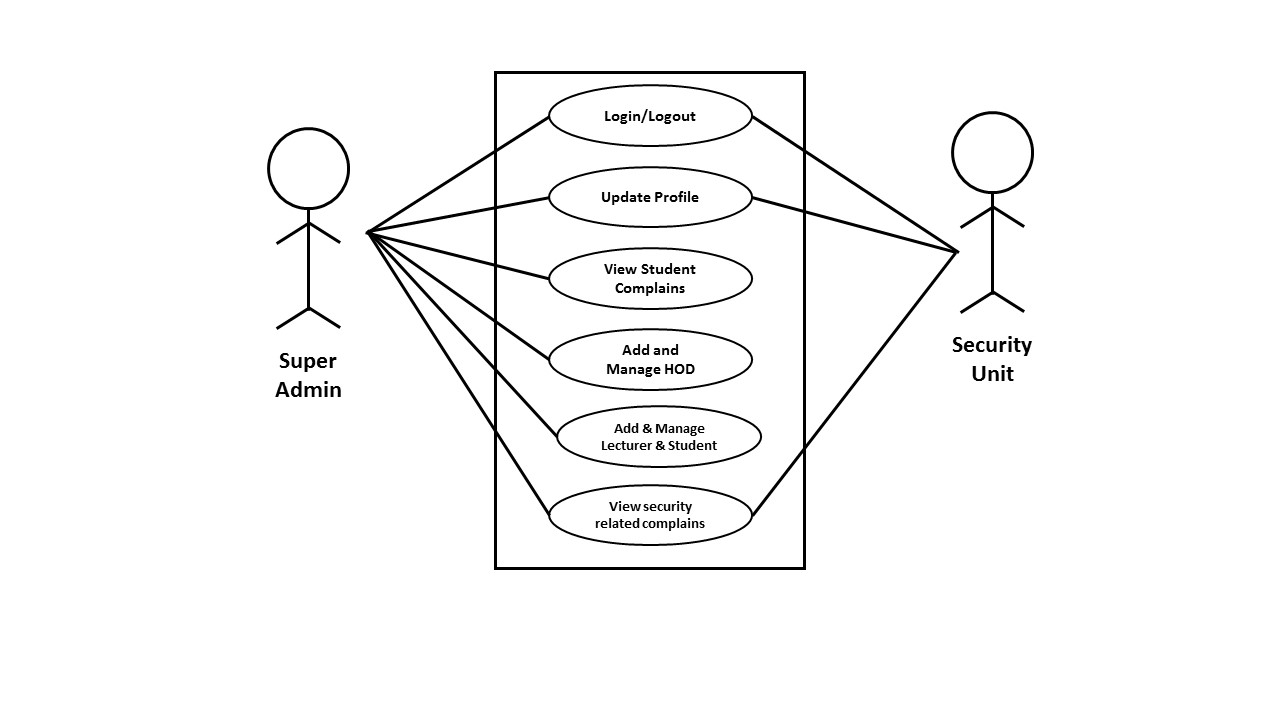 Login/Logout
Update Profile
View Student
Complains
Add and
Manage HOD
Add & Manage
Lecturer & Student
View security
related complains
Super
Admin
Security
Unit